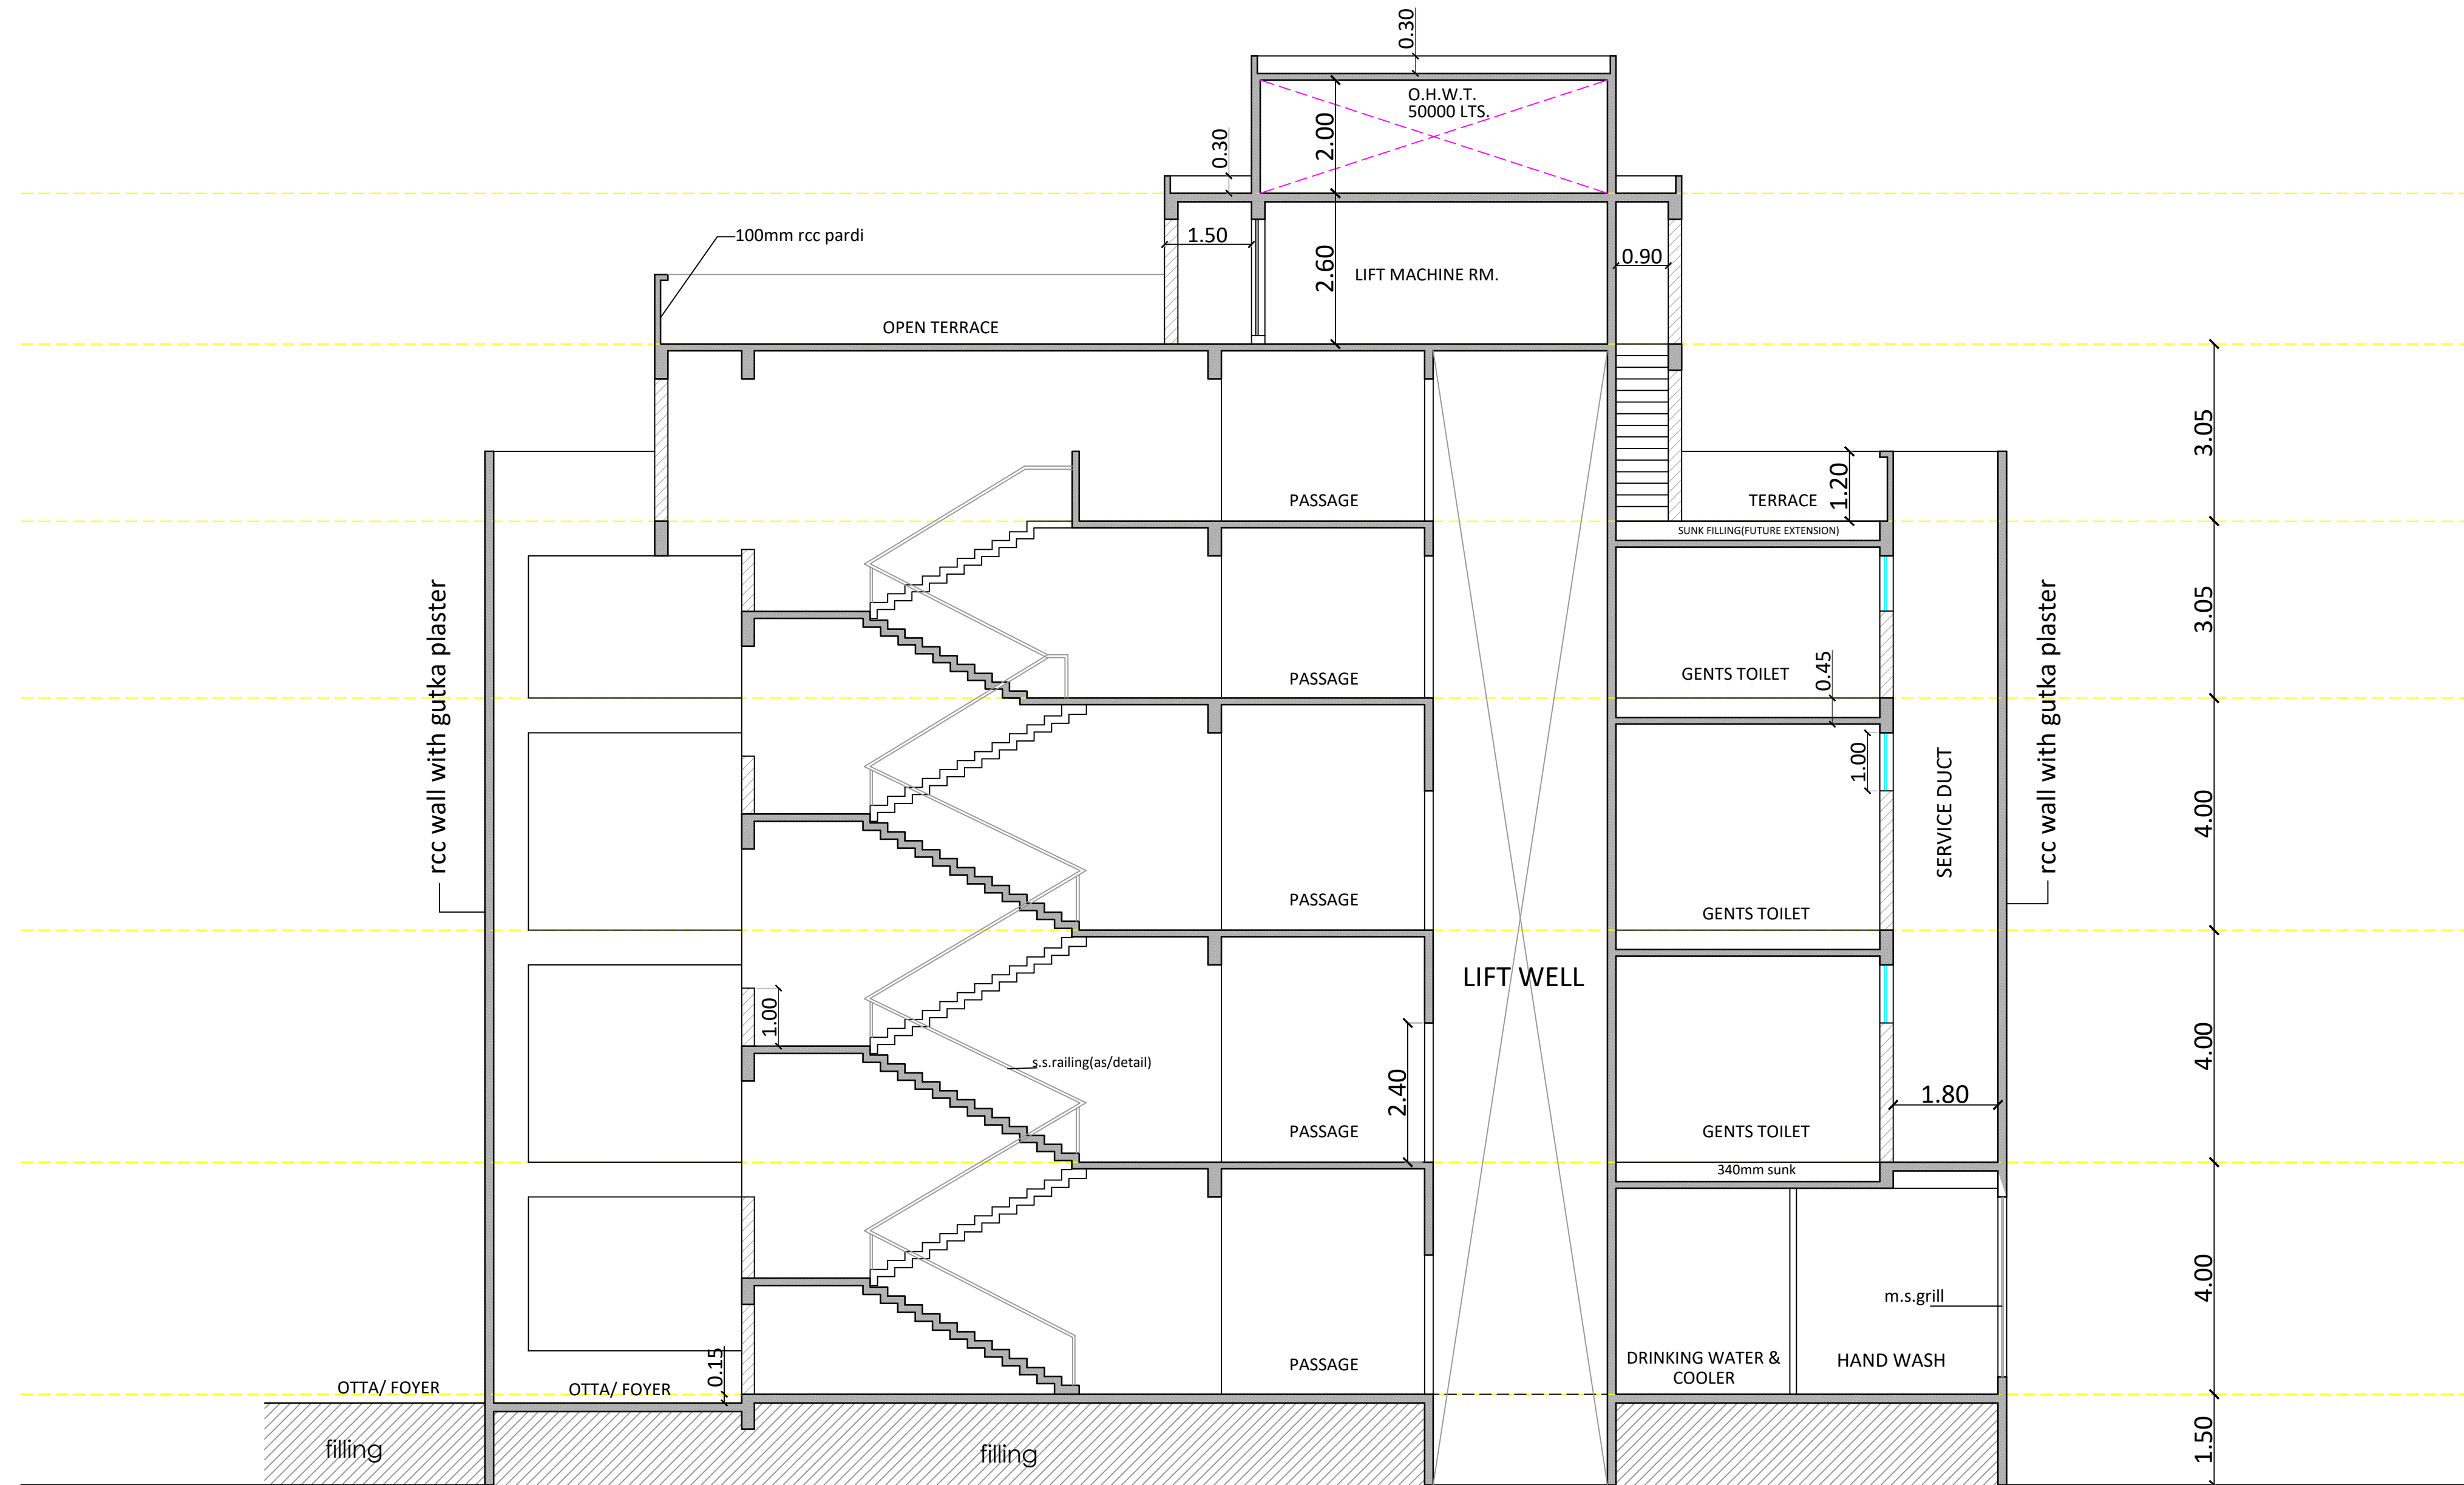 0.30
O.H.W.T.
50000 LTS.
2.00
0.30
100mm rcc pardi
1.50
2.60
LIFT MACHINE RM.
0.90
OPEN TERRACE
3.05
PASSAGE
TERRACE
1.20
SUNK FILLING(FUTURE EXTENSION)
rcc wall with gutka plaster
3.05
PASSAGE
GENTS TOILET
0.45
rcc wall with gutka plaster
1.00
SERVICE DUCT
4.00
PASSAGE
GENTS TOILET
LIFT WELL
1.00
s.s.railing(as/detail)
2.40
4.00
1.80
PASSAGE
GENTS TOILET
340mm sunk
4.00
m.s.grill
0.15
PASSAGE
DRINKING WATER &
COOLER
HAND WASH
OTTA/ FOYER
OTTA/ FOYER
filling
filling
1.50